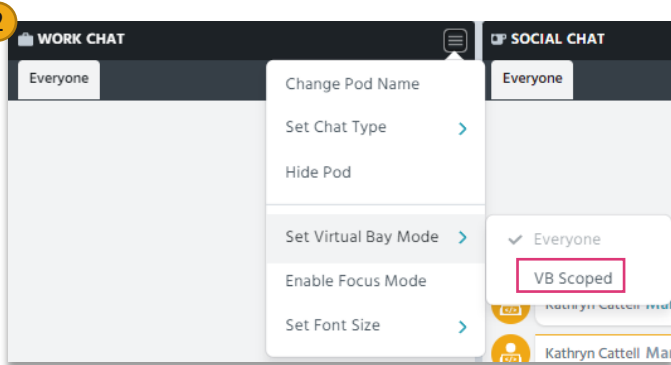 2
WORK CHAT
SOCIAL CHAT
Everyone
Everyone
Change Pod Name
Set Chat Type
Hide Pod
Set Virtual Bay Mode
Everyone
Enable Focus Mode
VB Scoped
Set Font Size
Kathryn Cattell
Kathryn Cattell Mar